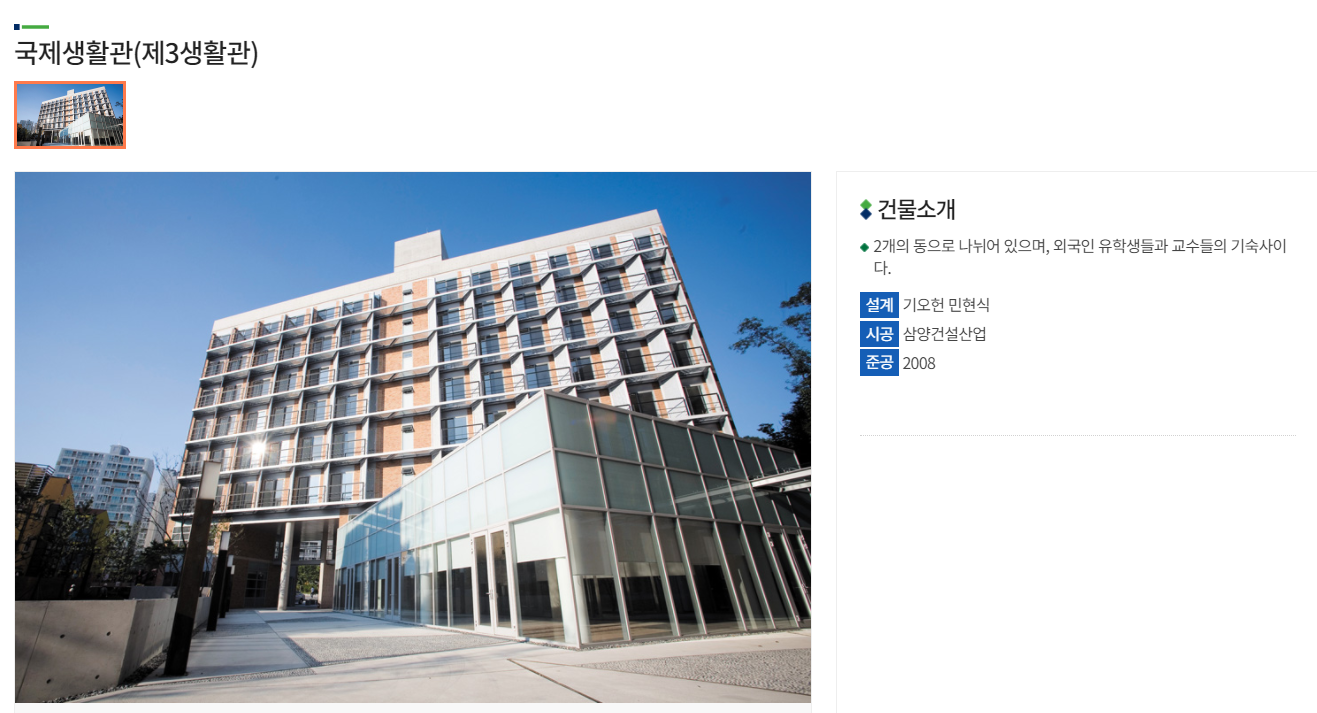 국제생활관(제3생활관)
건물소개
2개의 동으로 나뉘어 있으며, 외국인 유학생들과 교수들의 기숙사이
다.
설계 기오헌 민현식
시공 삼양건설산업
준공 2008